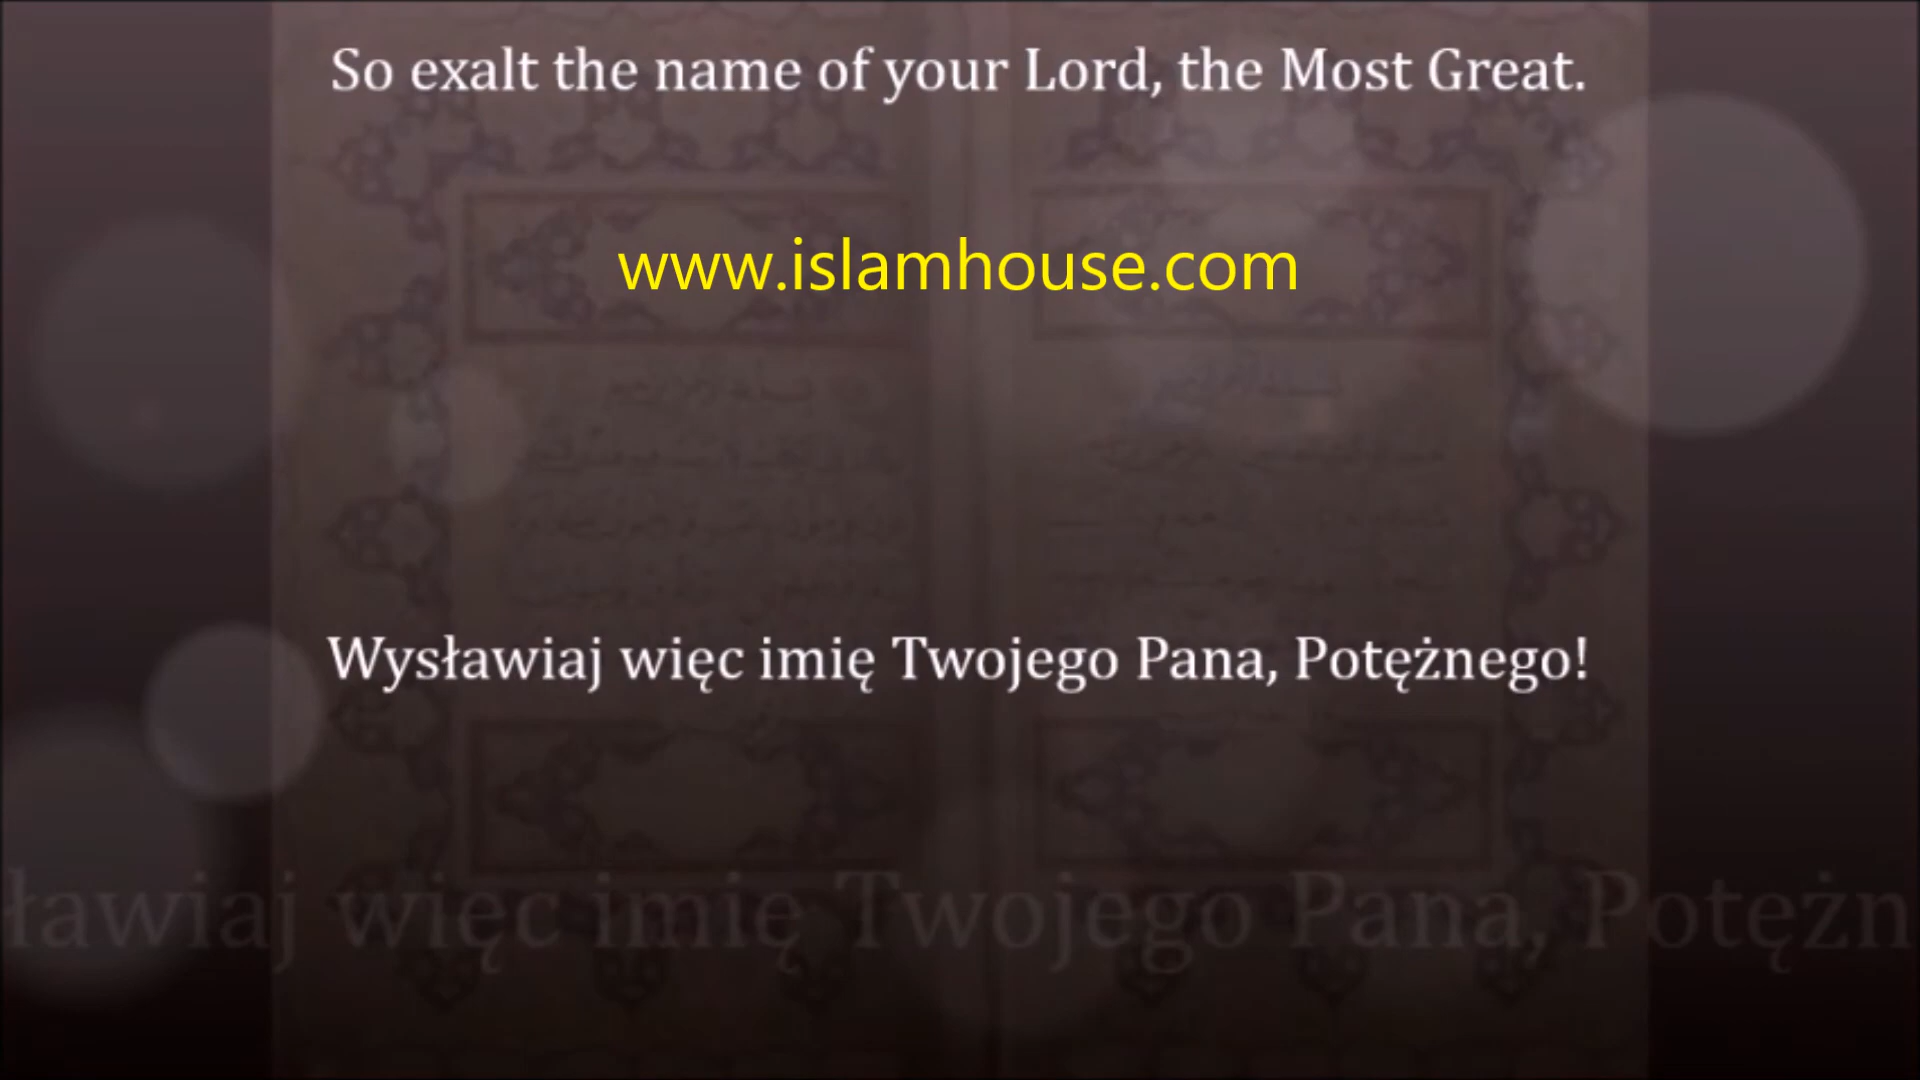 So exalt the name of your Lord, the Most Great.
www.islamhouse.com
Wysławiaj więc imię Twojego Pana, Potężnego!
ławiaj więc imię Twojego Pana, Potężn